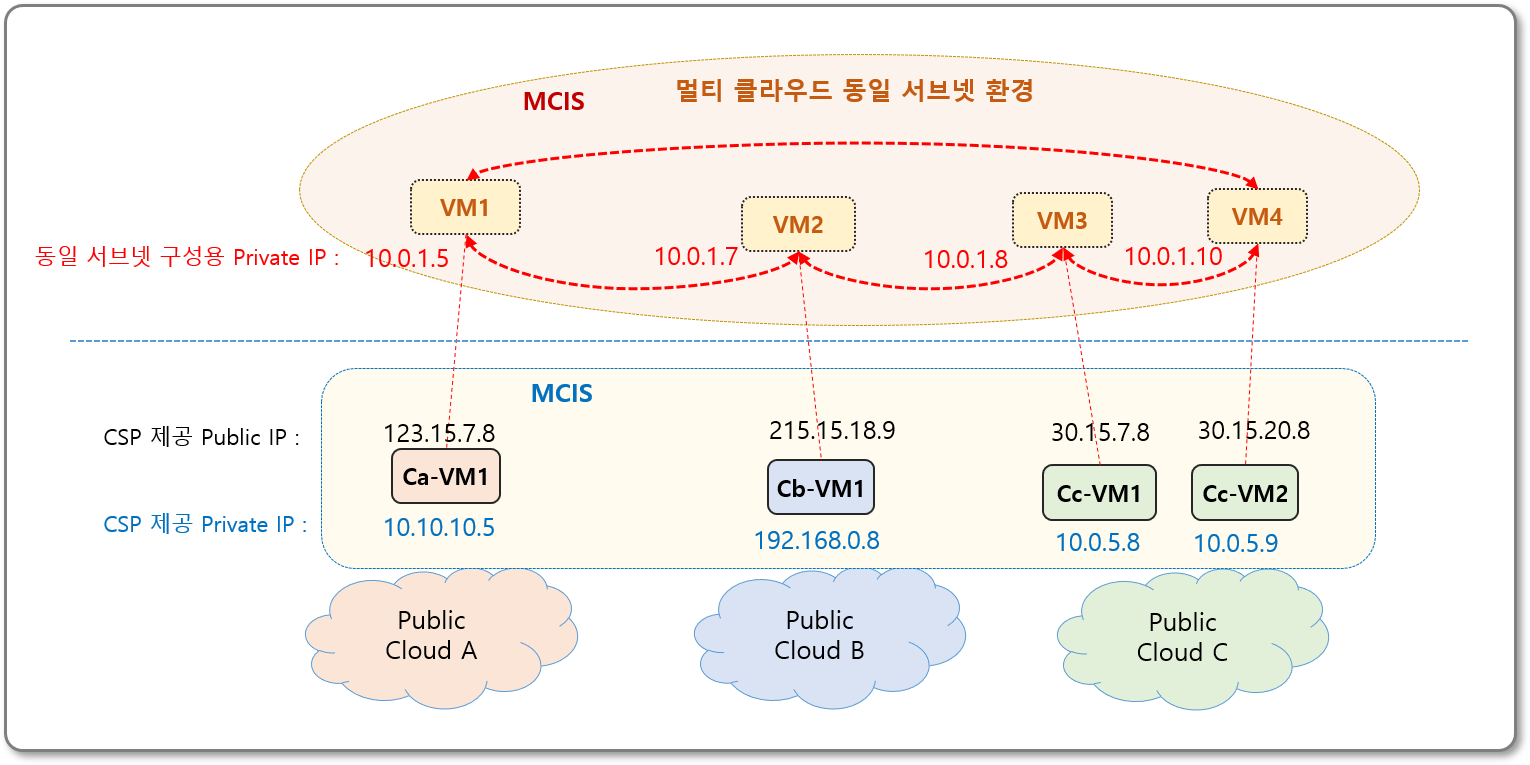 MCIS
멀티 클라우드 동일 서브넷 환경
VM1
VM2
VM3
VM4
동일 서브넷 구성용 Private IP :
10.0.1.5
10.0.1.7
10.0.1.8
10.0.1.10
MCIS
CSP 제공 Public IP :
123.15.7.8
215.15.18.9
30.15.7.8
30.15.20.8
Ca-VM1
Cb-VM1
Cc-VM1
Cc-VM2
CSP 제공 Private IP :
10.10.10.5
192.168.0.8
10.0.5.8
10.0.5.9
Public
Cloud A
Public
Cloud B
Public
Cloud C